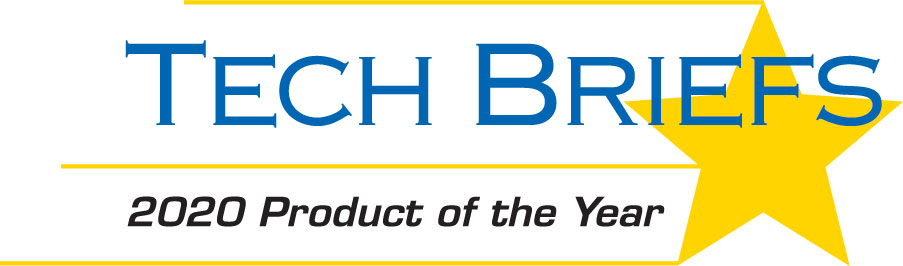 TECH BRIEFS
2020 Product of the Year